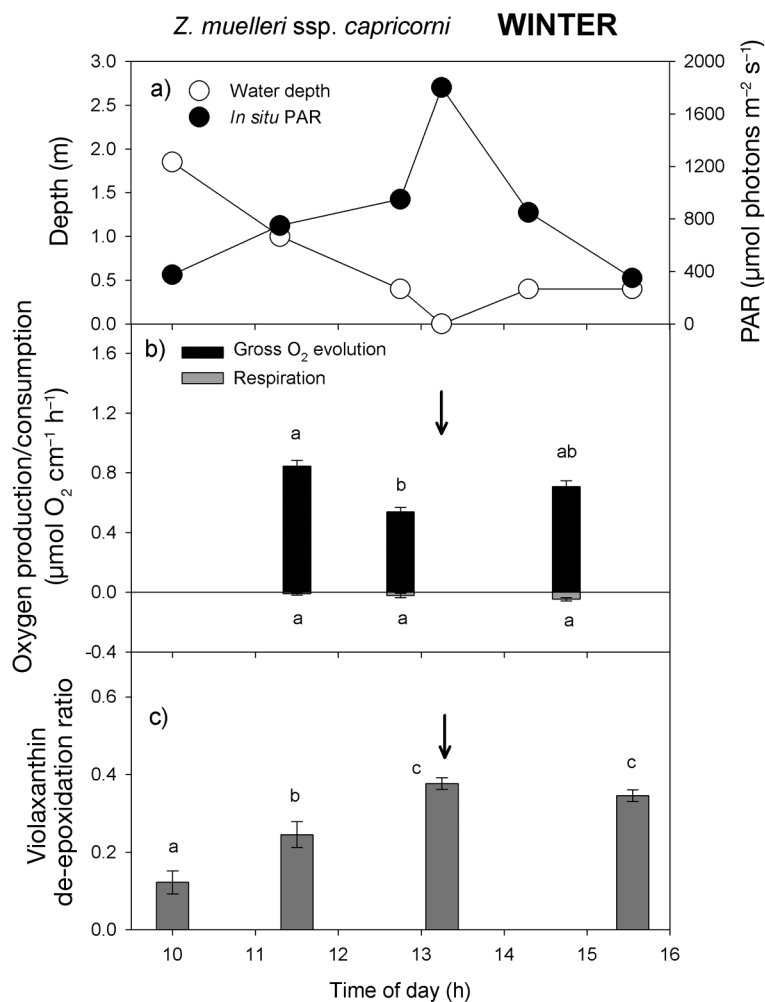 Z. muelleri ssp. capricorni WINTER
a)
Water depth
In situ PAR
Depth (m)
3.0
2.5
2.0
1.5
1.0
0.5
0.0
PAR (µmol photons m⁻² s⁻¹)
2000
1600
1200
800
400
0
b)
Gross O₂ evolution
Respiration
Oxygen production/consumption
(µmol O₂ cm⁻¹ h⁻¹)
1.6
1.2
0.8
0.4
0.0
-0.4
a
b
ab
a
a
a
c)
Violaxanthin
de-epoxidation ratio
0.6
0.4
0.2
0.0
a
b
c
c
10 11 12 13 14 15 16
Time of day (h)